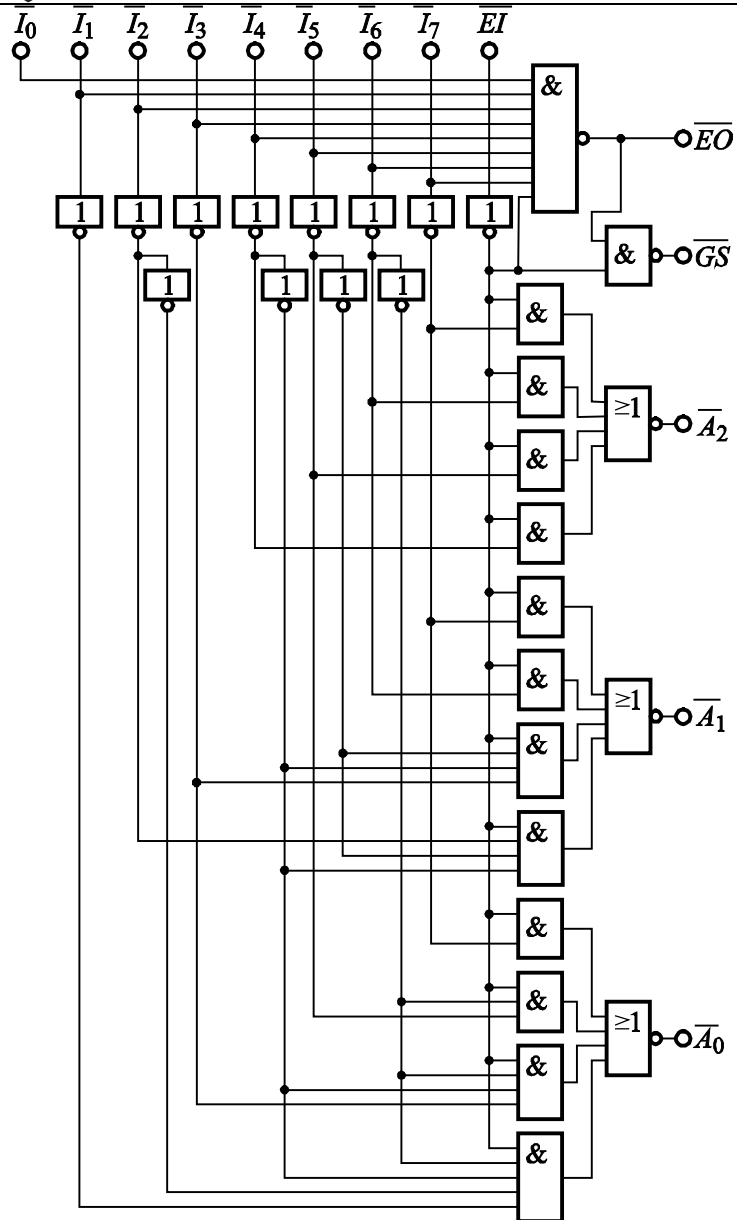 I̅₀ I̅₁ I̅₂ I̅₃ I̅₄ I̅₅ I̅₆ I̅₇ E̅I̅
&
E̅O̅
1 1 1 1 1 1 1 1
& G̅S̅
1 1 1 1
&
&
≥1 A̅₂
&
&
&
&
≥1 A̅₁
&
&
&
&
≥1 A̅₀
&
&